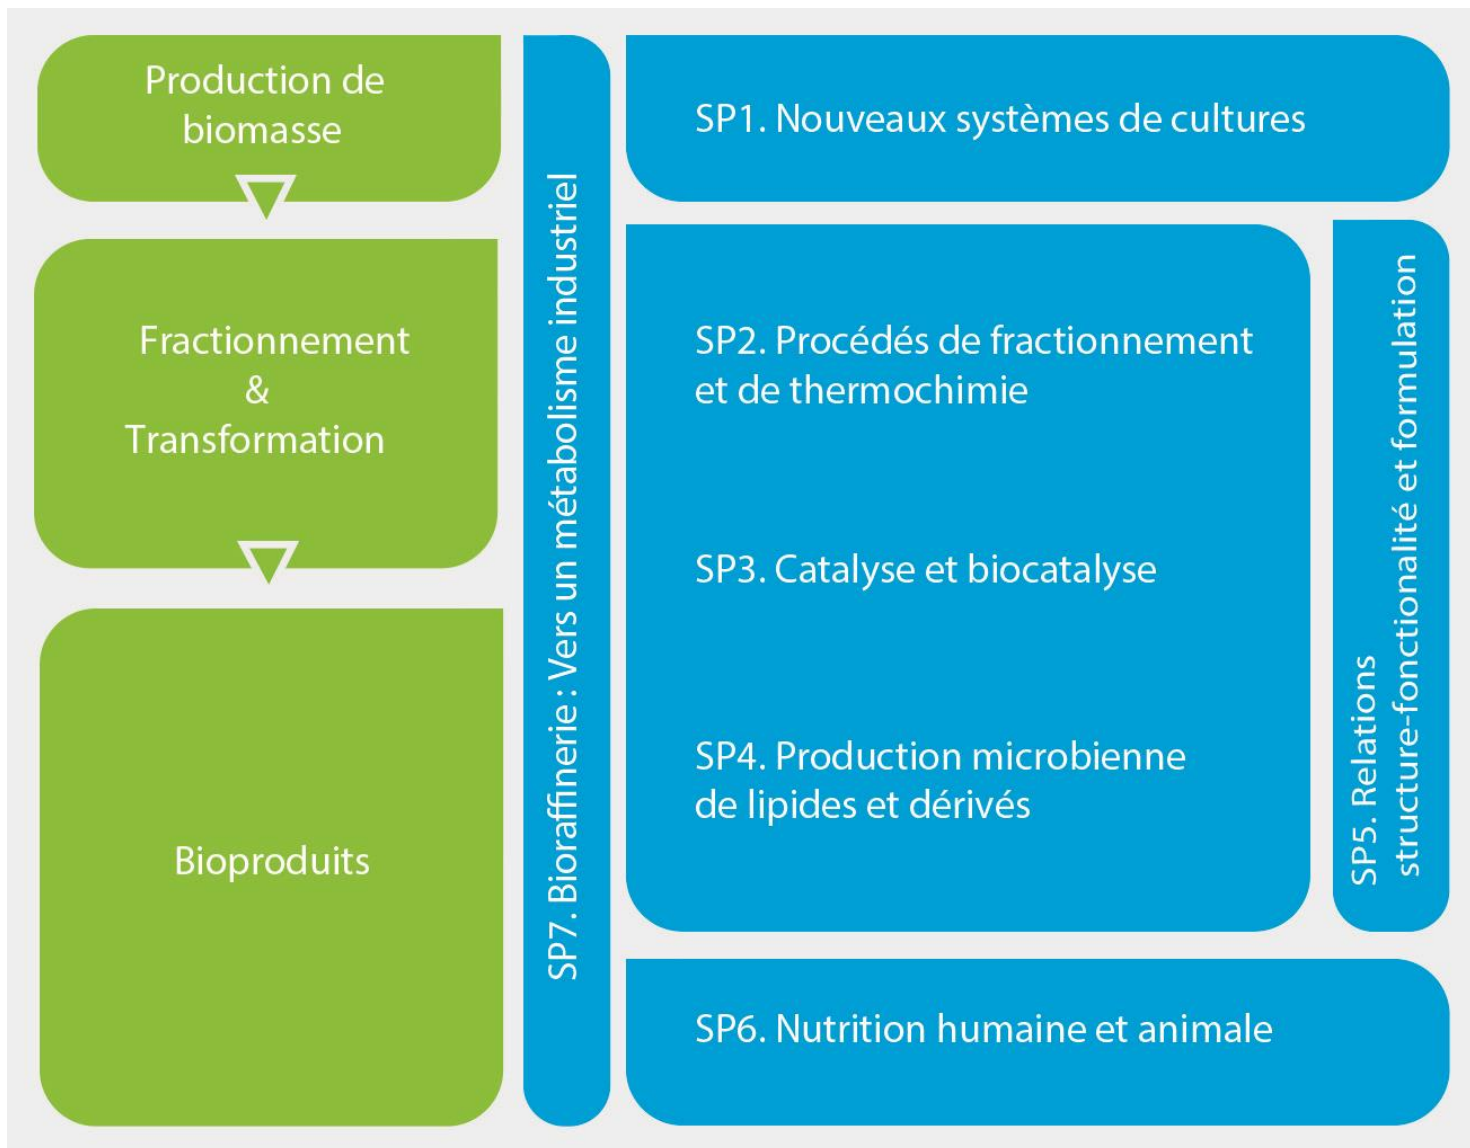 Production de
biomasse
Fractionnement
&
Transformation
Bioproduits
SP7. Bioraffinerie : Vers un métabolisme industriel
SP1. Nouveaux systèmes de cultures
SP2. Procédés de fractionnement
et de thermochimie
SP3. Catalyse et biocatalyse
SP4. Production microbienne
de lipides et dérivés
SP5. Relations
structure-fonctionalité et formulation
SP6. Nutrition humaine et animale